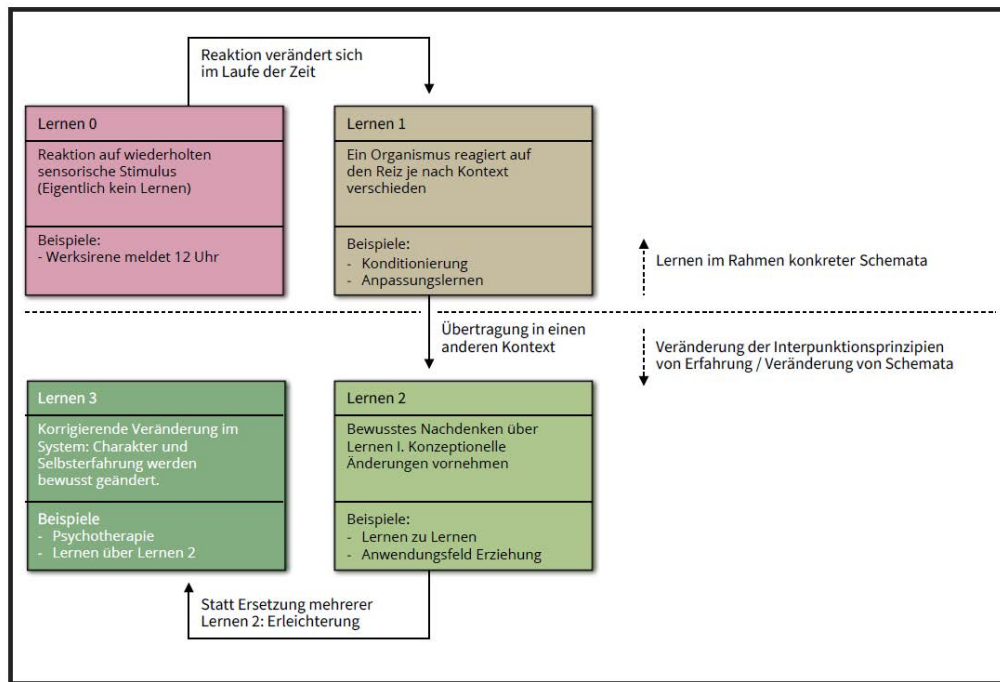 Reaktion verändert sich
im Laufe der Zeit
Lernen 0
Reaktion auf wiederholten
sensorische Stimulus
(Eigentlich kein Lernen)
Beispiele:
- Werksirene meldet 12 Uhr
Lernen 1
Ein Organismus reagiert auf
den Reiz je nach Kontext
verschieden
Beispiele:
- Konditionierung
- Anpassungslernen
Lernen im Rahmen konkreter Schemata
Übertragung in einen
anderen Kontext
Veränderung der Interpunktionsprinzipien
von Erfahrung / Veränderung von Schemata
Lernen 3
Korrigierende Veränderung im
System: Charakter und
Selbsterfahrung werden
bewusst geändert.
Beispiele
- Psychotherapie
- Lernen über Lernen 2
Lernen 2
Bewusstes Nachdenken über
Lernen I. Konzeptionelle
Änderungen vornehmen
Beispiele:
- Lernen zu Lernen
- Anwendungsfeld Erziehung
Statt Ersetzung mehrerer
Lernen 2: Erleichterung